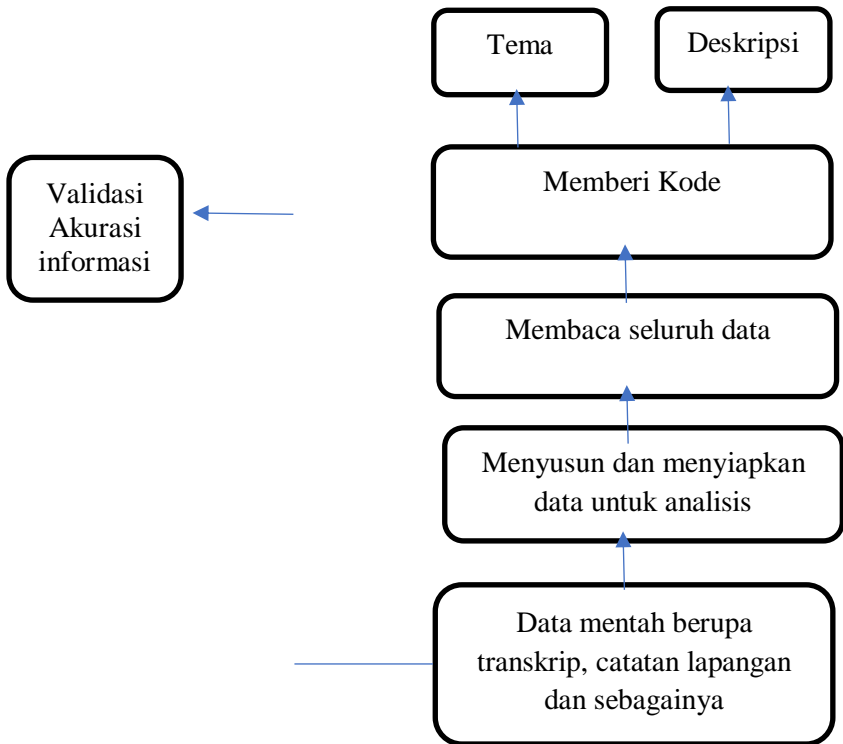 Tema
Deskripsi
Memberi Kode
Validasi
Akurasi
informasi
Membaca seluruh data
Menyusun dan menyiapkan
data untuk analisis
Data mentah berupa
transkrip, catatan lapangan
dan sebagainya